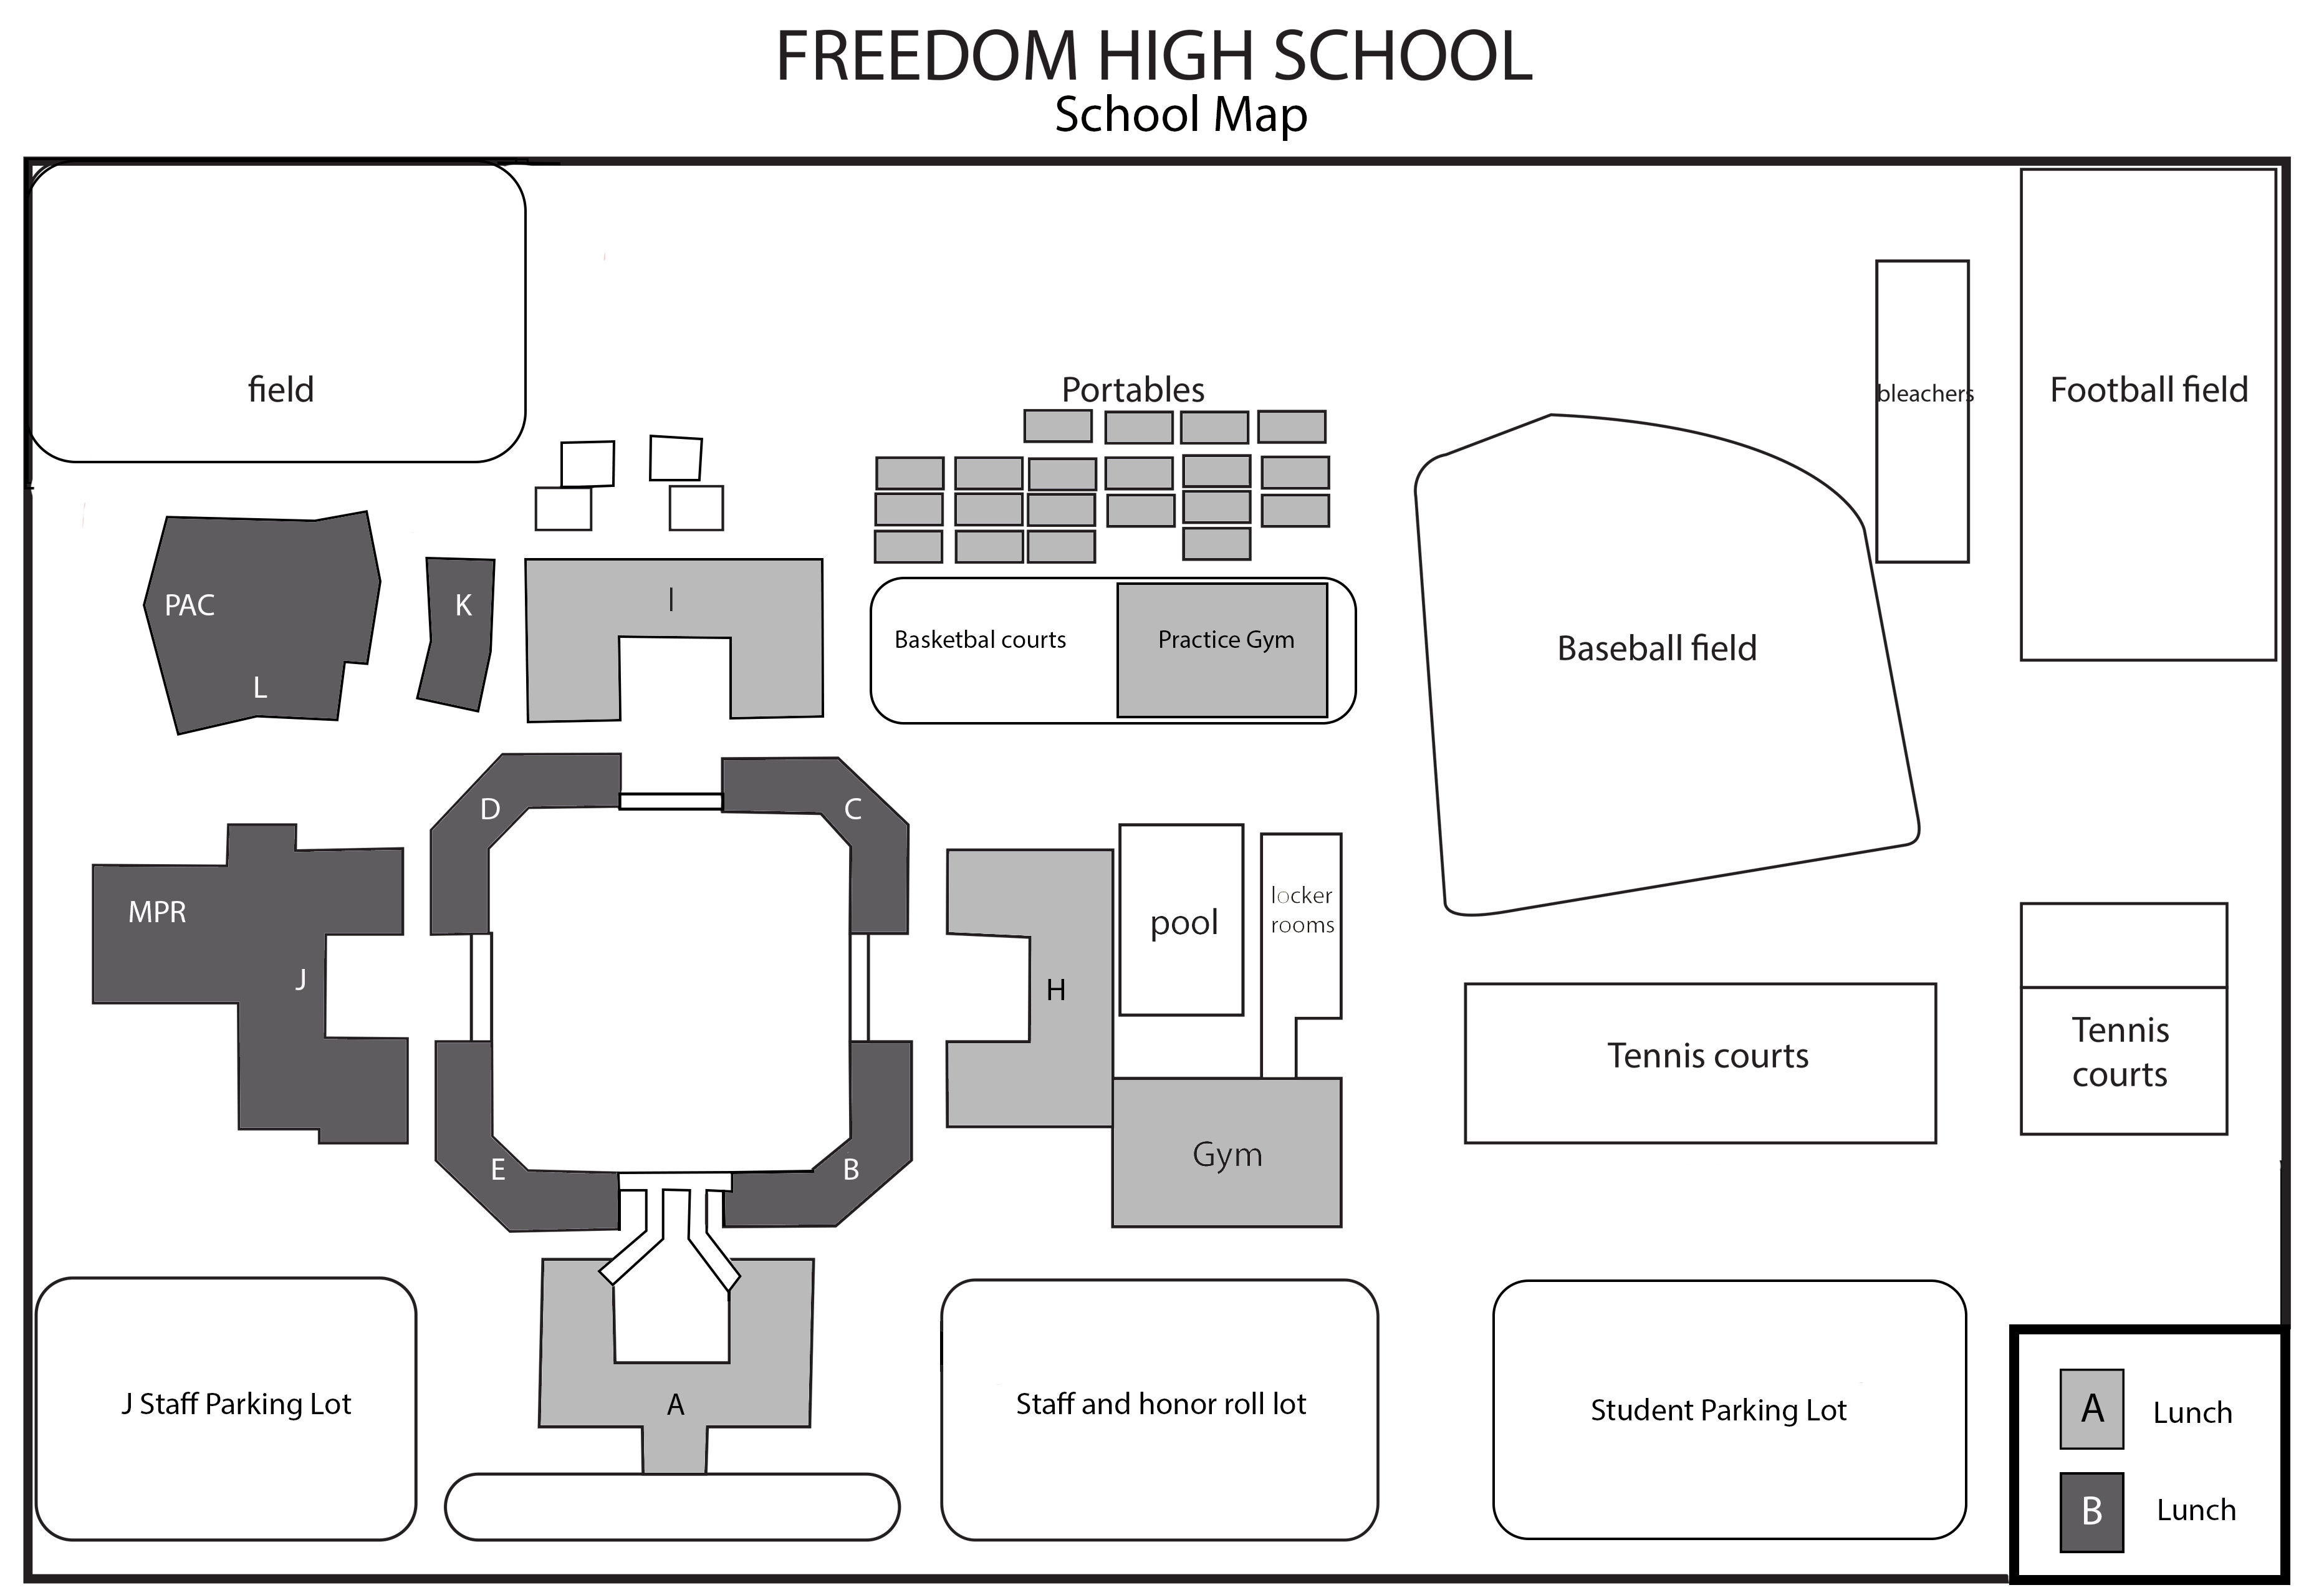 FREEDOM HIGH SCHOOL
School Map
field
Portables
bleachers
Football field
PAC
K
I
Basketbal courts
Practice Gym
Baseball field
L
D
C
MPR
J
H
pool
locker
rooms
Tennis courts
Tennis
courts
E
B
Gym
J Staff Parking Lot
A
Staff and honor roll lot
Student Parking Lot
A Lunch
B Lunch